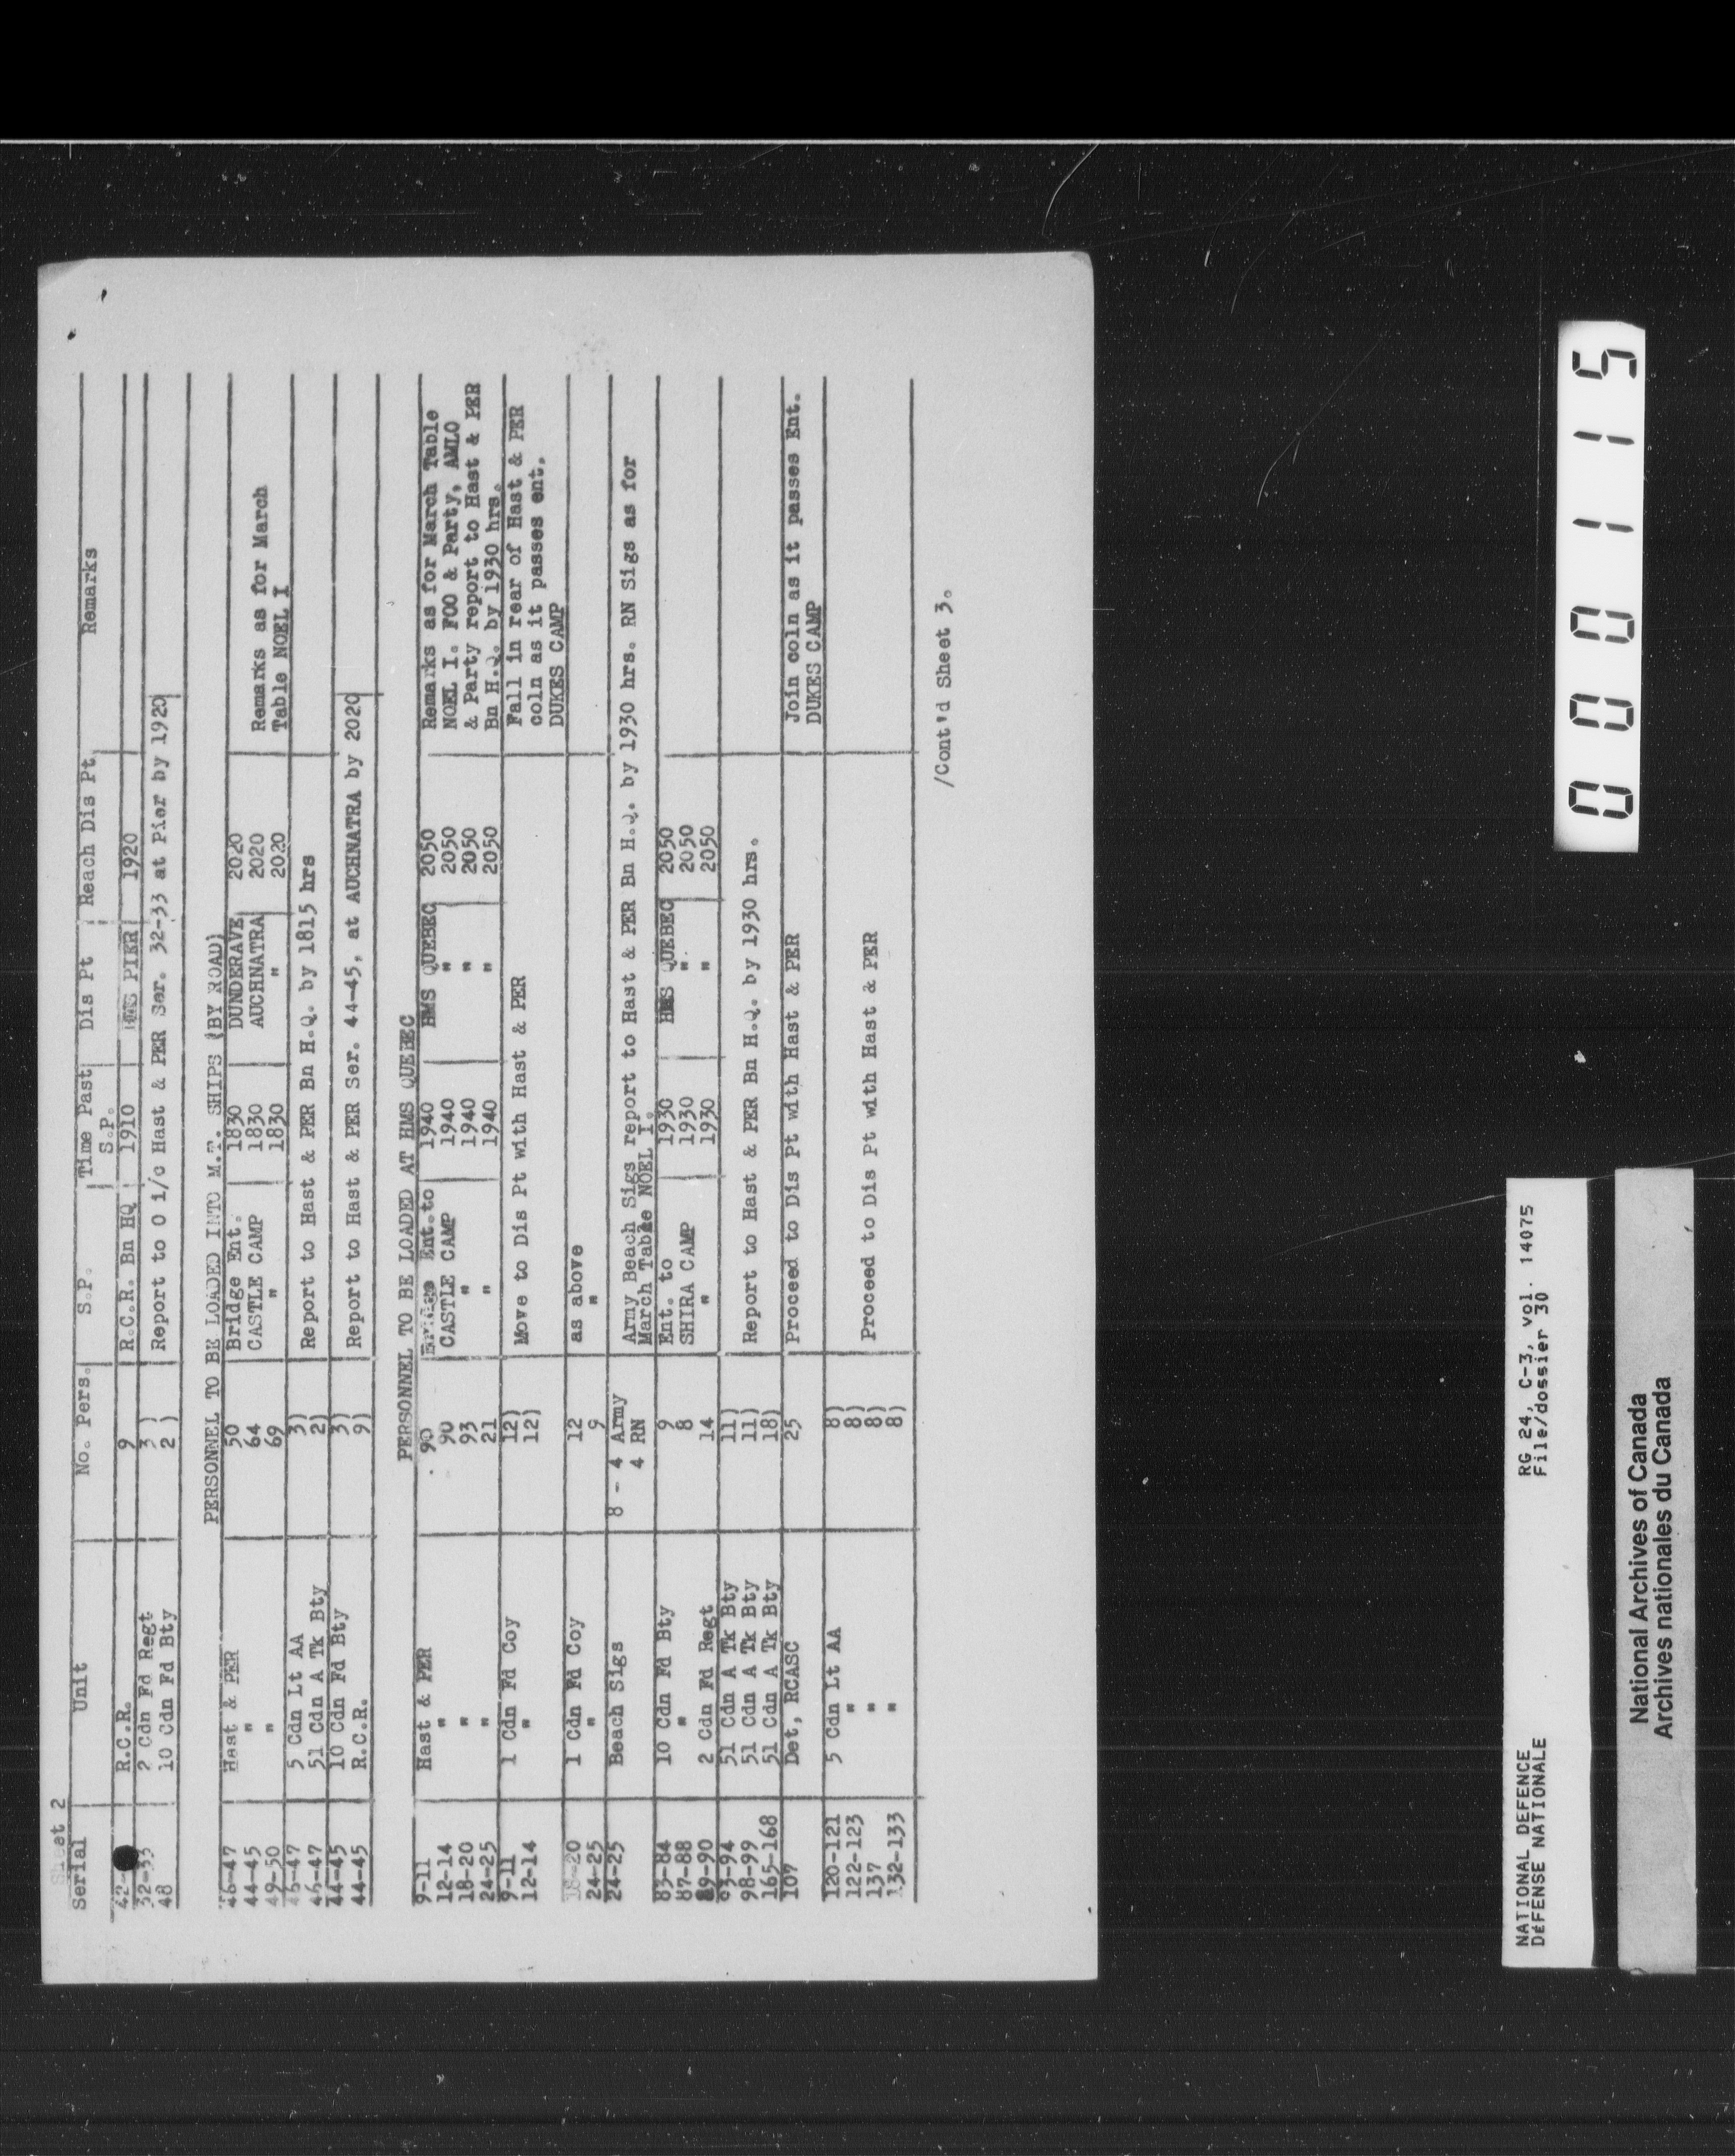 Sheet 2
Serial Unit No. Pers. S.P. Time Past S.P. Dis Pt Reach Dis Pt Remarks
42- R.C.R. 9 R.C.R. Bn HQ 1910 PIER 1920
32-33 2 Cdn Fd Regt 3 ) Report to O i/c Hast & PER Ser. 32-33 at Pier by 1920
48 10 Cdn Fd Bty 2 )
PERSONNEL TO BE LOADED INTO M.T. SHIPS (BY ROAD)
46-47 Hast & PER 50 Bridge Ent. 1830 DUNDERAVE 2020
44-45 " 64 CASTLE CAMP 1830 AUCHNATRA 2020 Remarks as for March
49-50 " 69 " 1830 " 2020 Table NOEL I
46-47 5 Cdn Lt AA 3) Report to Hast & PER Bn H.Q. by 1815 hrs
46-47 51 Cdn A Tk Bty 2)
44-45 10 Cdn Fd Bty 3)
44-45 R.C.R. 9) Report to Hast & PER Ser. 44-45, at AUCHNATRA by 2020
PERSONNEL TO BE LOADED AT HMS QUEBEC
9-11 Hast & PER 90 Bridge Ent.to 1940 HMS QUEBEC 2050 Remarks as for March Table
12-14 " 90 CASTLE CAMP 1940 " 2050 NOEL I. FOO & Party, AMLO
18-20 " 93 " 1940 " 2050 & Party report to Hast & PER
24-25 " 21 " 1940 " 2050 Bn H.Q. by 1930 hrs.
9-11 1 Cdn Fd Coy 12) Move to Dis Pt with Hast & PER Fall in rear of Hast & PER
12-14 " 12) coln as it passes ent,
DUKES CAMP
18-20 1 Cdn Fd Coy 12 as above
24-25 " 9 "
24-25 Beach Sigs 8 - 4 Army Army Beach Sigs report to Hast & PER Bn H.Q. by 1930 hrs. RN Sigs as for
4 RN March Table NOEL I.
83-84 10 Cdn Fd Bty 9 Ent. to 1930 HMS QUEBEC 2050
87-88 " 8 SHIRA CAMP 1930 " 2050
89-90 2 Cdn Fd Regt 14 " 1930 " 2050
93-94 51 Cdn A Tk Bty 11)
98-99 51 Cdn A Tk Bty 11) Report to Hast & PER Bn H.Q. by 1930 hrs.
165-168 51 Cdn A Tk Bty 18)
107 Det, RCASC 25 Proceed to Dis Pt with Hast & PER Join coln as it passes Ent.
DUKES CAMP
120-121 5 Cdn Lt AA 8)
122-123 " 8)
137 " 8) Proceed to Dis Pt with Hast & PER
132-133 " 8)
/Cont'd Sheet 3.
000115
NATIONAL DEFENCE RG 24, C-3, vol. 14075
DÉFENSE NATIONALE File/dossier 30
National Archives of Canada
Archives nationales du Canada